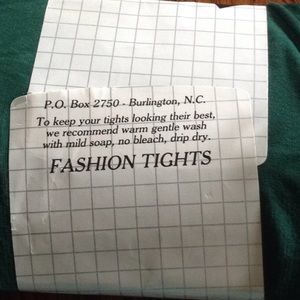 P.O. Box 2750 - Burlington, N.C.
To keep your tights looking their best,
we recommend warm gentle wash
with mild soap, no bleach, drip dry.
FASHION TIGHTS